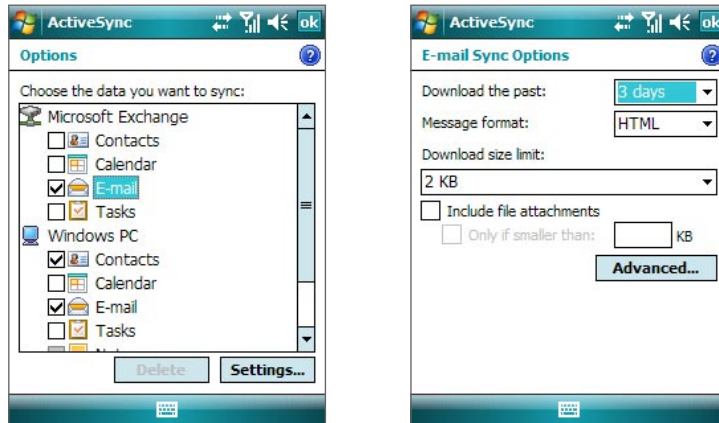 ActiveSync
ok
Options
Choose the data you want to sync:
Microsoft Exchange
Contacts
Calendar
E-mail
Tasks
Windows PC
Contacts
Calendar
E-mail
Tasks
Delete
Settings...
ActiveSync
ok
E-mail Sync Options
Download the past:
3 days
Message format:
HTML
Download size limit:
2 KB
Include file attachments
Only if smaller than:
KB
Advanced...